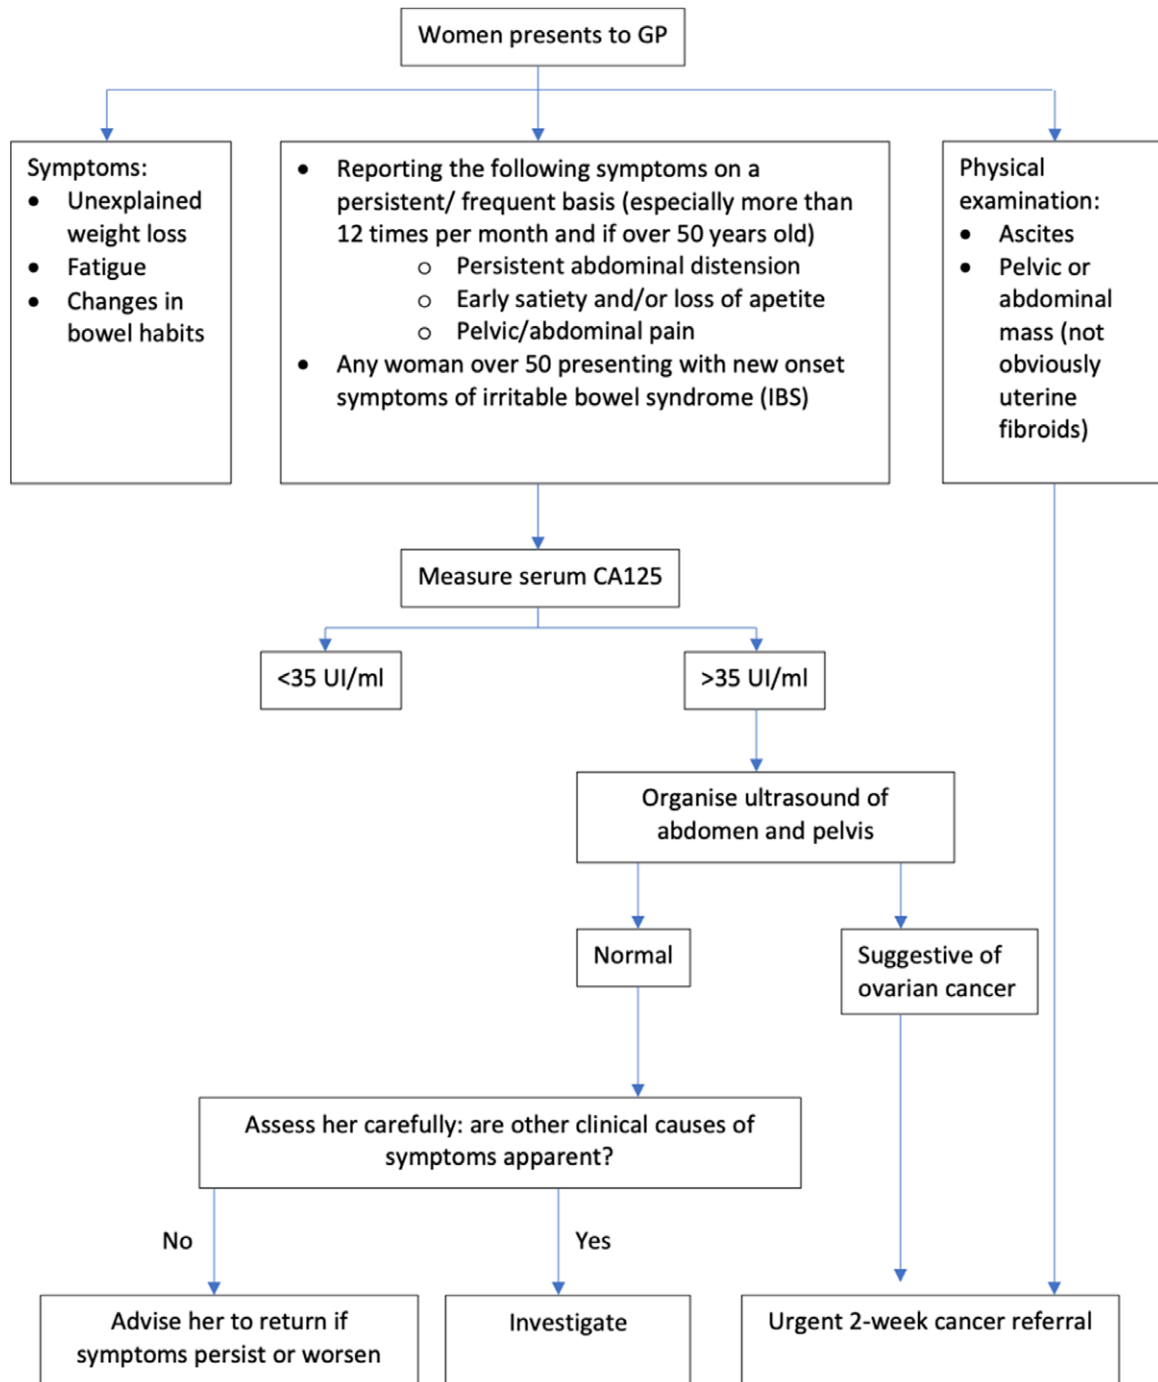 Women presents to GP
Symptoms:
• Unexplained
weight loss
• Fatigue
• Changes in
bowel habits
• Reporting the following symptoms on a
persistent/ frequent basis (especially more than
12 times per month and if over 50 years old)
o Persistent abdominal distension
o Early satiety and/or loss of apetite
o Pelvic/abdominal pain
• Any woman over 50 presenting with new onset
symptoms of irritable bowel syndrome (IBS)
Physical
examination:
• Ascites
• Pelvic or
abdominal
mass (not
obviously
uterine
fibroids)
Measure serum CA125
<35 UI/ml
>35 UI/ml
Organise ultrasound of
abdomen and pelvis
Normal
Suggestive of
ovarian cancer
Assess her carefully: are other clinical causes of
symptoms apparent?
No
Yes
Advise her to return if
symptoms persist or worsen
Investigate
Urgent 2-week cancer referral